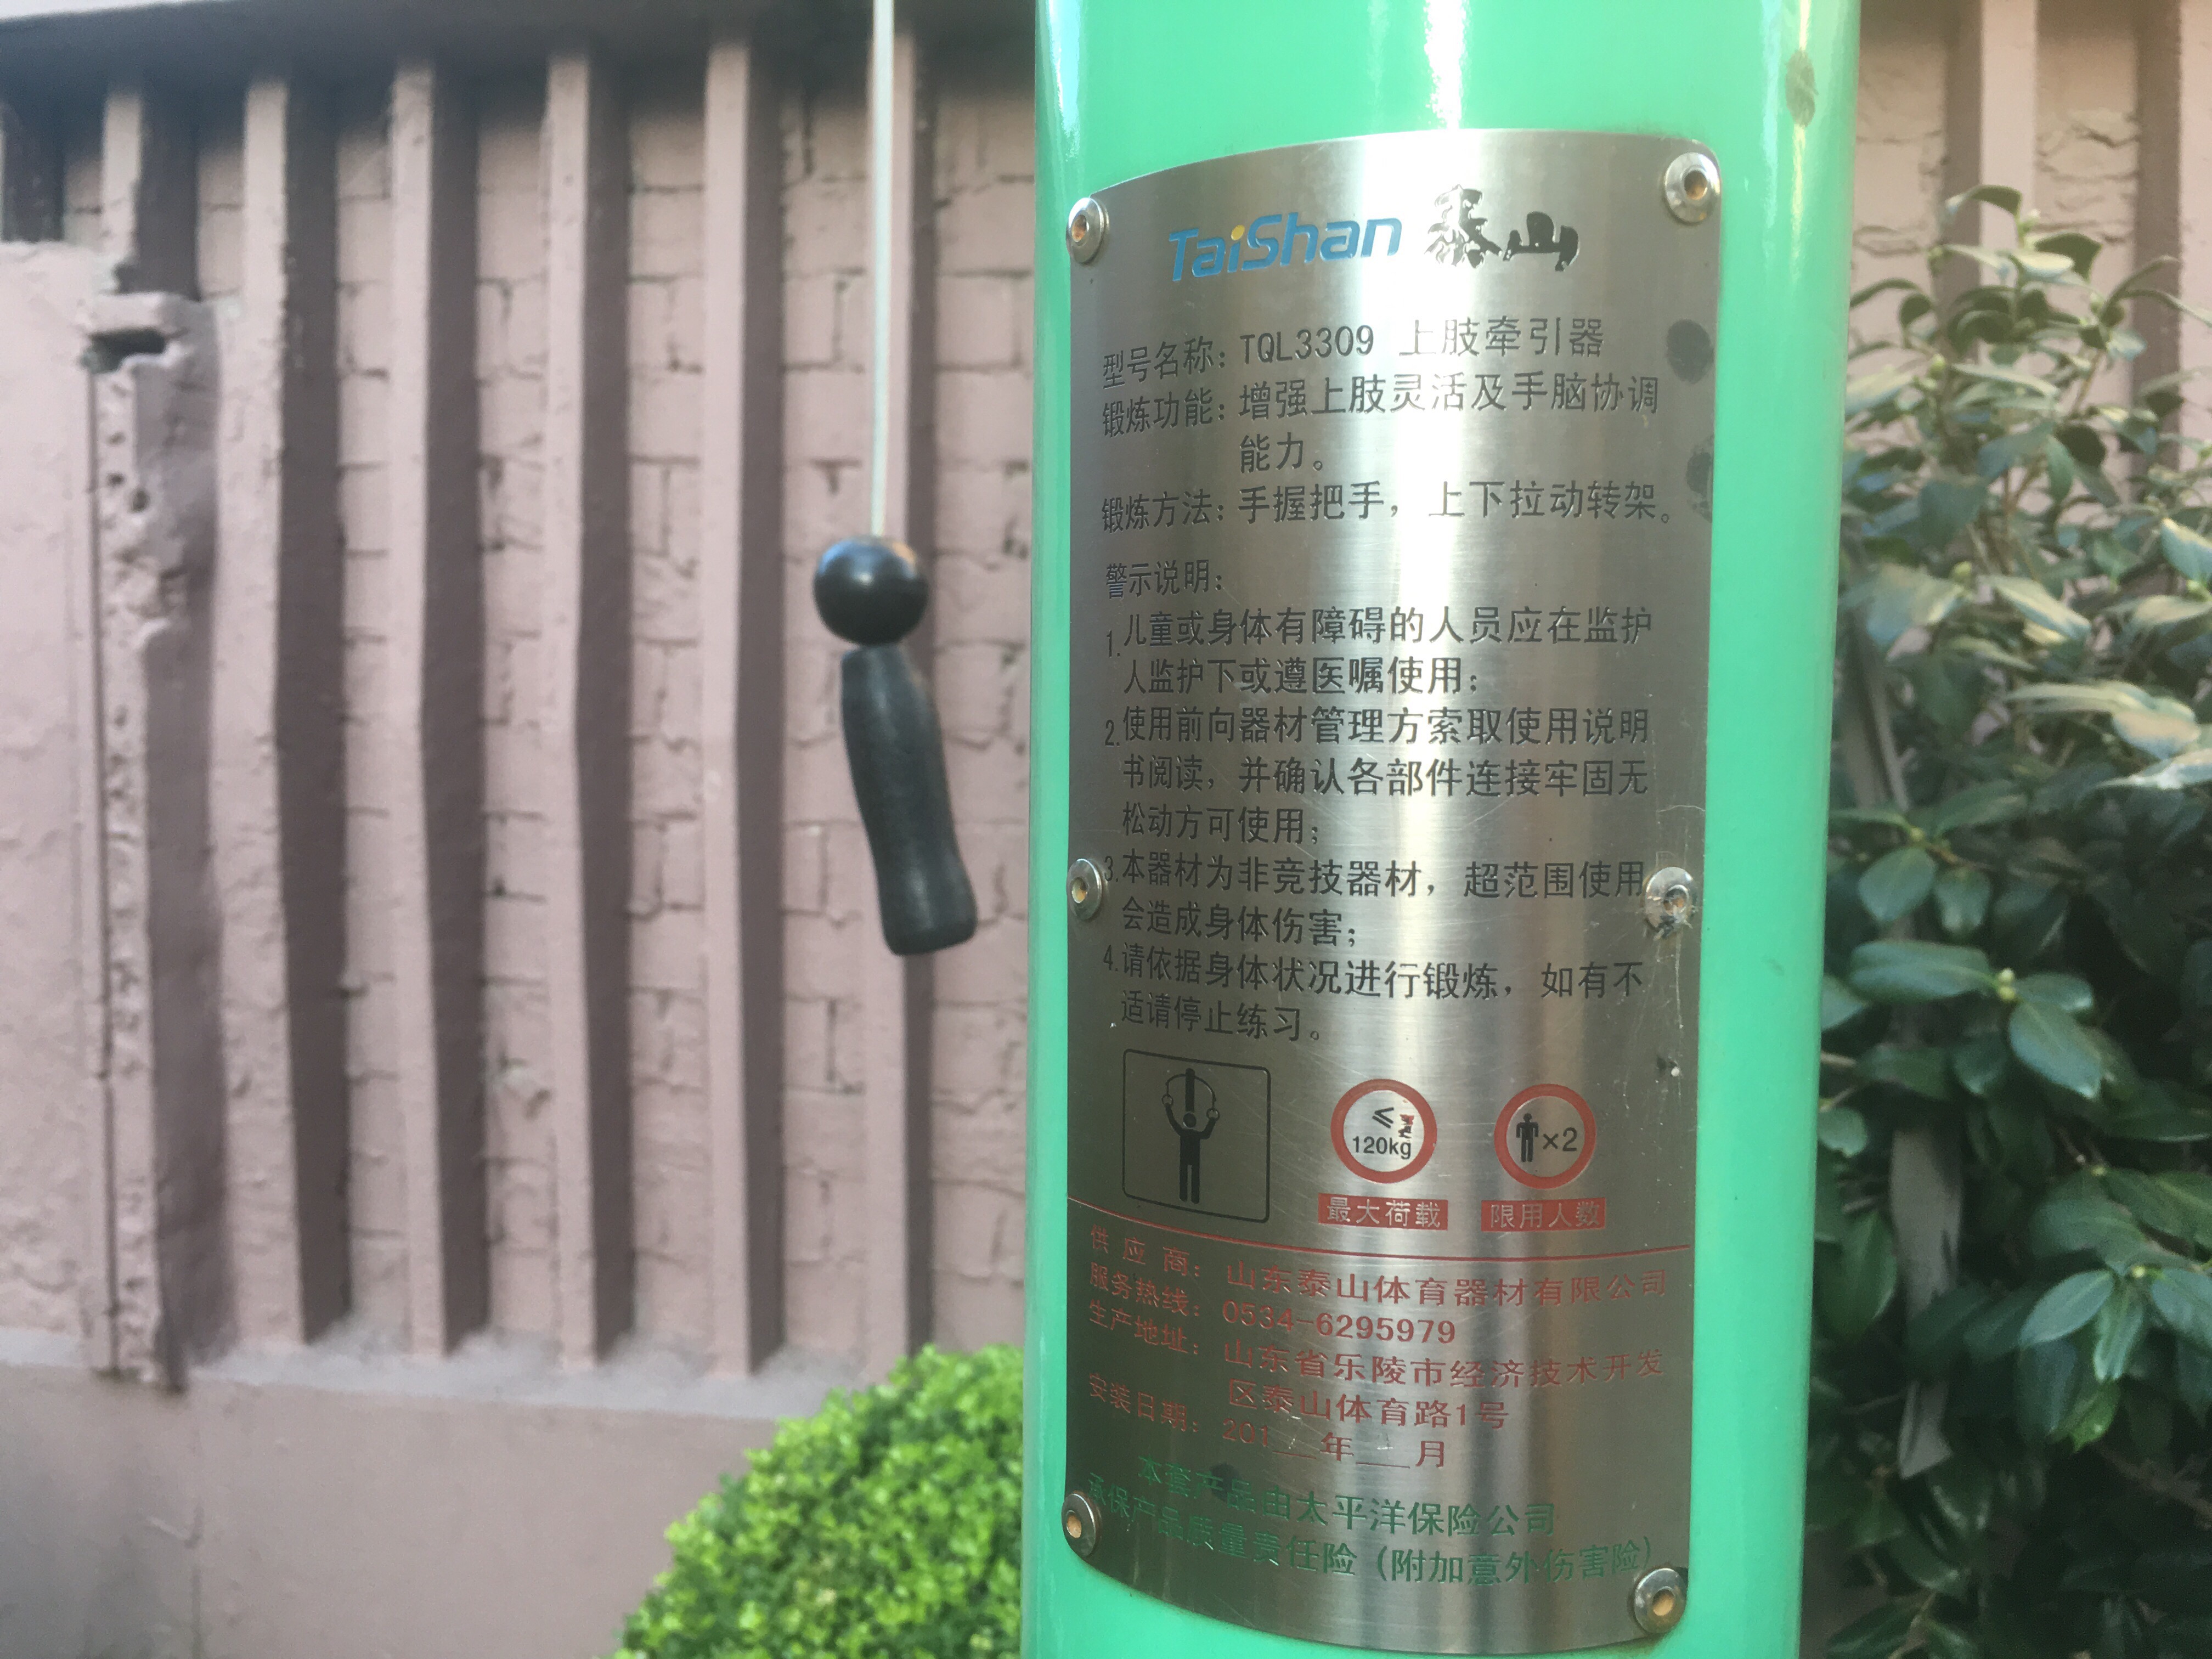 TaiShan 泰山
型号名称：TQL3309 上肢牵引器
锻炼功能：增强上肢灵活及手脑协调
能力。
锻炼方法：手握把手，上下拉动转架。
警示说明：
1.儿童或身体有障碍的人员应在监护
人监护下或遵医嘱使用；
2.使用前向器材管理方索取使用说明
书阅读，并确认各部件连接牢固无
松动方可使用；
3.本器材为非竞技器材，超范围使用
会造成身体伤害；
4.请依据身体状况进行锻炼，如有不
适请停止练习。
≤
120kg
×2
最大荷载
限用人数
供应商：山东泰山体育器材有限公司
服务热线：0534-6295979
生产地址：山东省乐陵市经济技术开发
区泰山体育路1号
安装日期：201__年___月
本套产品由太平洋保险公司
承保产品质量责任险（附加意外伤害险）